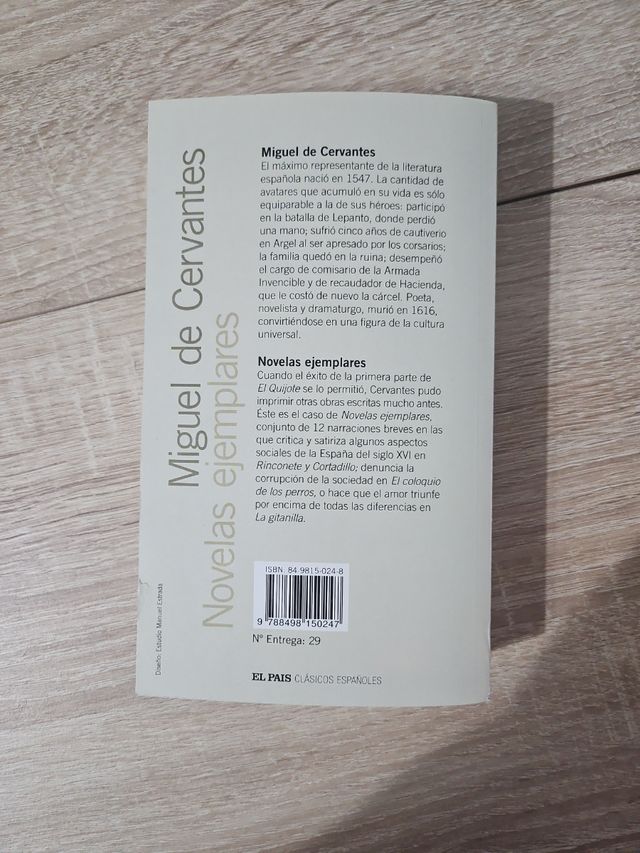 Miguel de Cervantes
Novelas ejemplares
Miguel de Cervantes
El máximo representante de la literatura
española nació en 1547. La cantidad de
avatares que acumuló en su vida es sólo
equiparable a la de sus héroes: participó
en la batalla de Lepanto, donde perdió
una mano; sufrió cinco años de cautiverio
en Argel al ser apresado por los corsarios;
la familia quedó en la ruina; desempeñó
el cargo de comisario de la Armada
Invencible y de recaudador de Hacienda,
que le costó de nuevo la cárcel. Poeta,
novelista y dramaturgo, murió en 1616,
convirtiéndose en una figura de la cultura
universal.
Novelas ejemplares
Cuando el éxito de la primera parte de
El Quijote se lo permitió, Cervantes pudo
imprimir otras obras escritas mucho antes.
Éste es el caso de Novelas ejemplares,
conjunto de 12 narraciones breves en las
que critica y satiriza algunos aspectos
sociales de la España del siglo XVI en
Rinconete y Cortadillo; denuncia la
corrupción de la sociedad en El coloquio
de los perros, o hace que el amor triunfe
por encima de todas las diferencias en
La gitanilla.
ISBN: 84-9815-024-8
9 788498 150247
Nº Entrega: 29
EL PAIS CLÁSICOS ESPAÑOLES
Diseño: Estudio Manuel Estrada